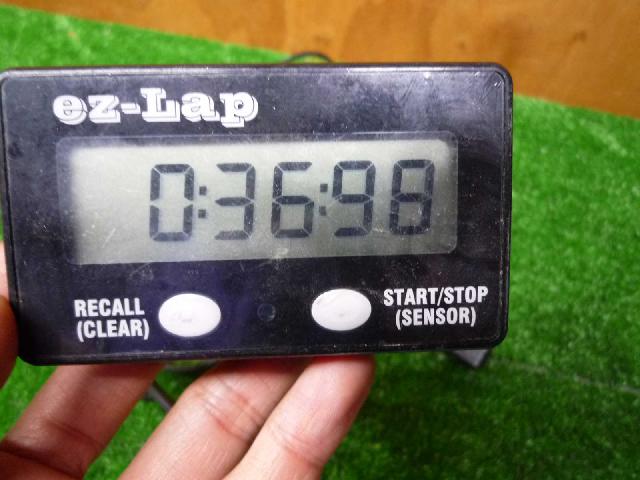 ez-Lap
0:36:98
RECALL
(CLEAR)
START/STOP
(SENSOR)